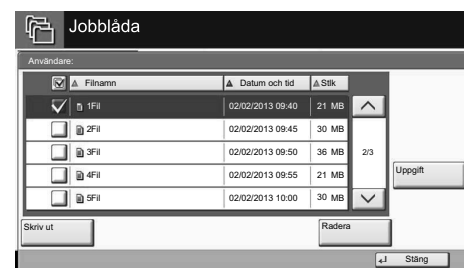 Jobblåda
Användare:
Filnamn Datum och tid Stlk
1Fil 02/02/2013 09:40 21 MB
2Fil 02/02/2013 09:45 30 MB
3Fil 02/02/2013 09:50 36 MB 2/3
4Fil 02/02/2013 09:55 21 MB
5Fil 02/02/2013 10:00 30 MB
Uppgift
Skriv ut Radera
Stäng